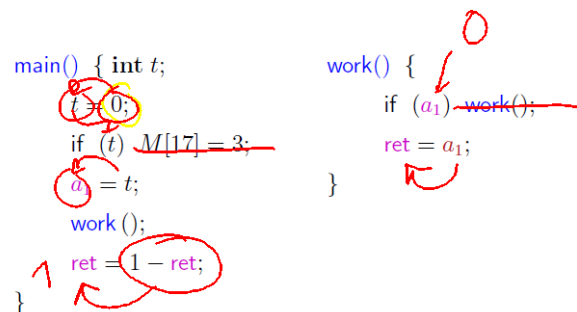 0
main() { int t;
work() {
0
t = 0;
if (t) M[17] = 3;
if (a₁) work();
a₁ = t;
ret = a₁;
}
work ();
1 ret = 1 − ret;
}